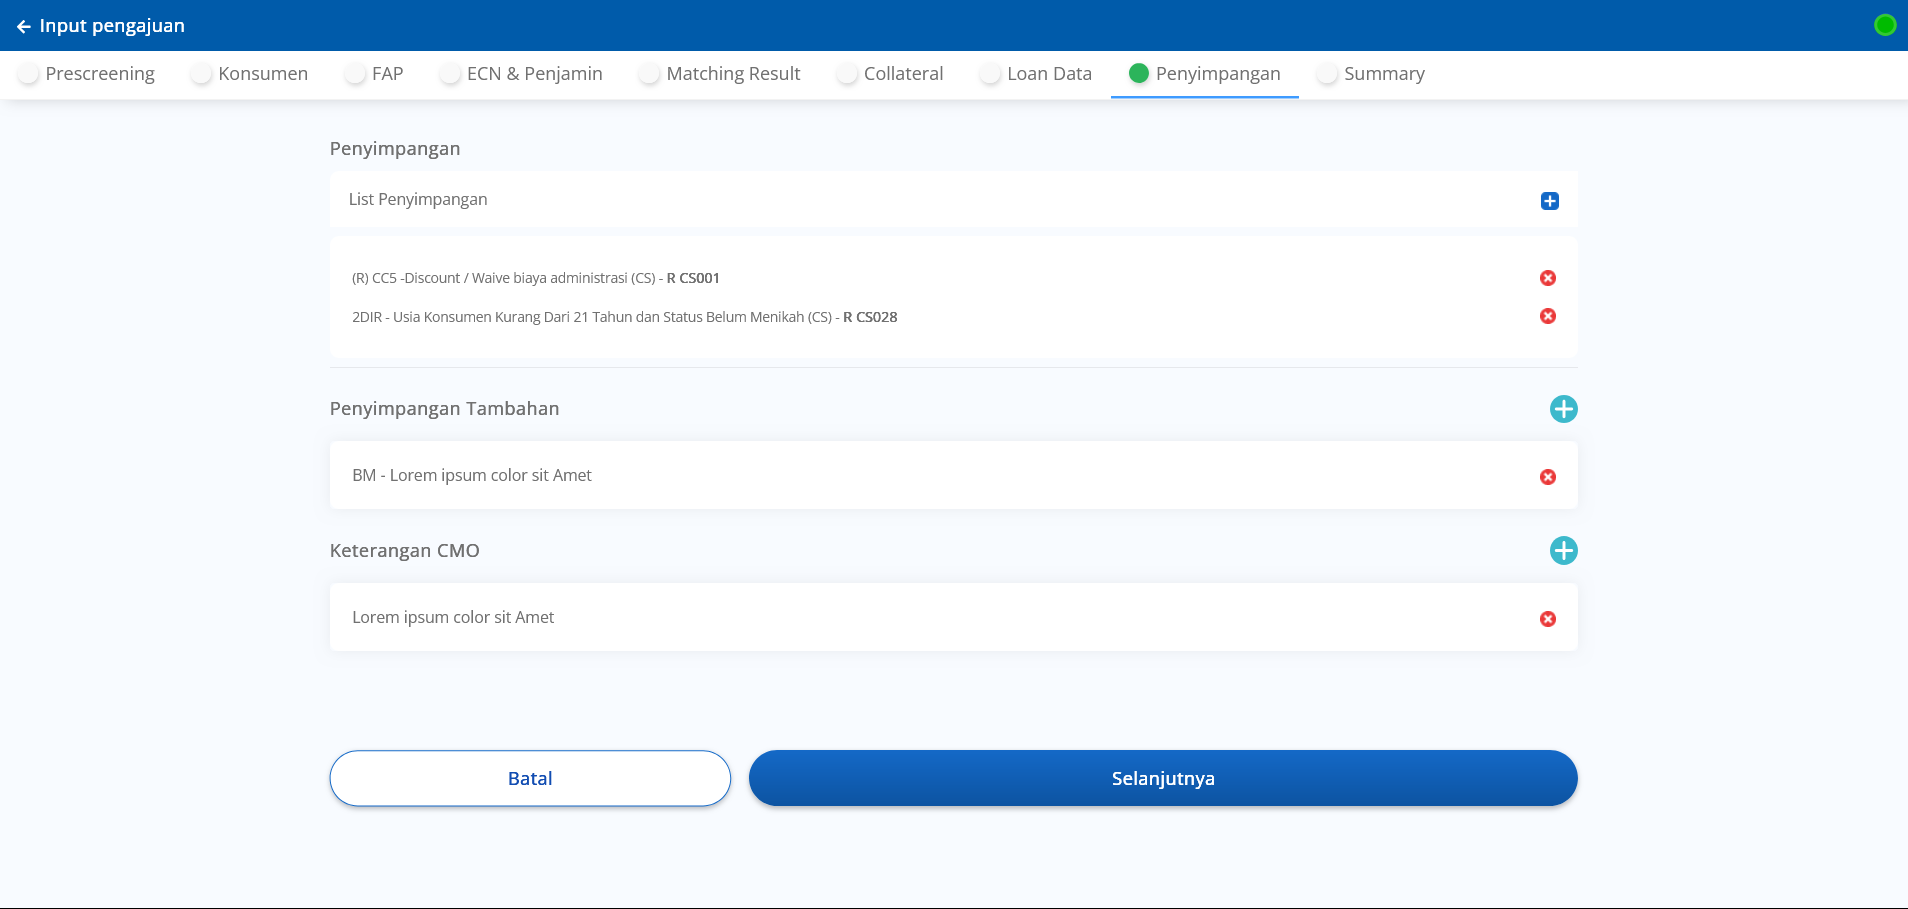 Input pengajuan
Prescreening Konsumen FAP ECN & Penjamin Matching Result Collateral Loan Data Penyimpangan Summary
Penyimpangan
List Penyimpangan
(R) CC5 -Discount / Waive biaya administrasi (CS) - R CS001
2DIR - Usia Konsumen Kurang Dari 21 Tahun dan Status Belum Menikah (CS) - R CS028
Penyimpangan Tambahan
BM - Lorem ipsum color sit Amet
Keterangan CMO
Lorem ipsum color sit Amet
Batal Selanjutnya